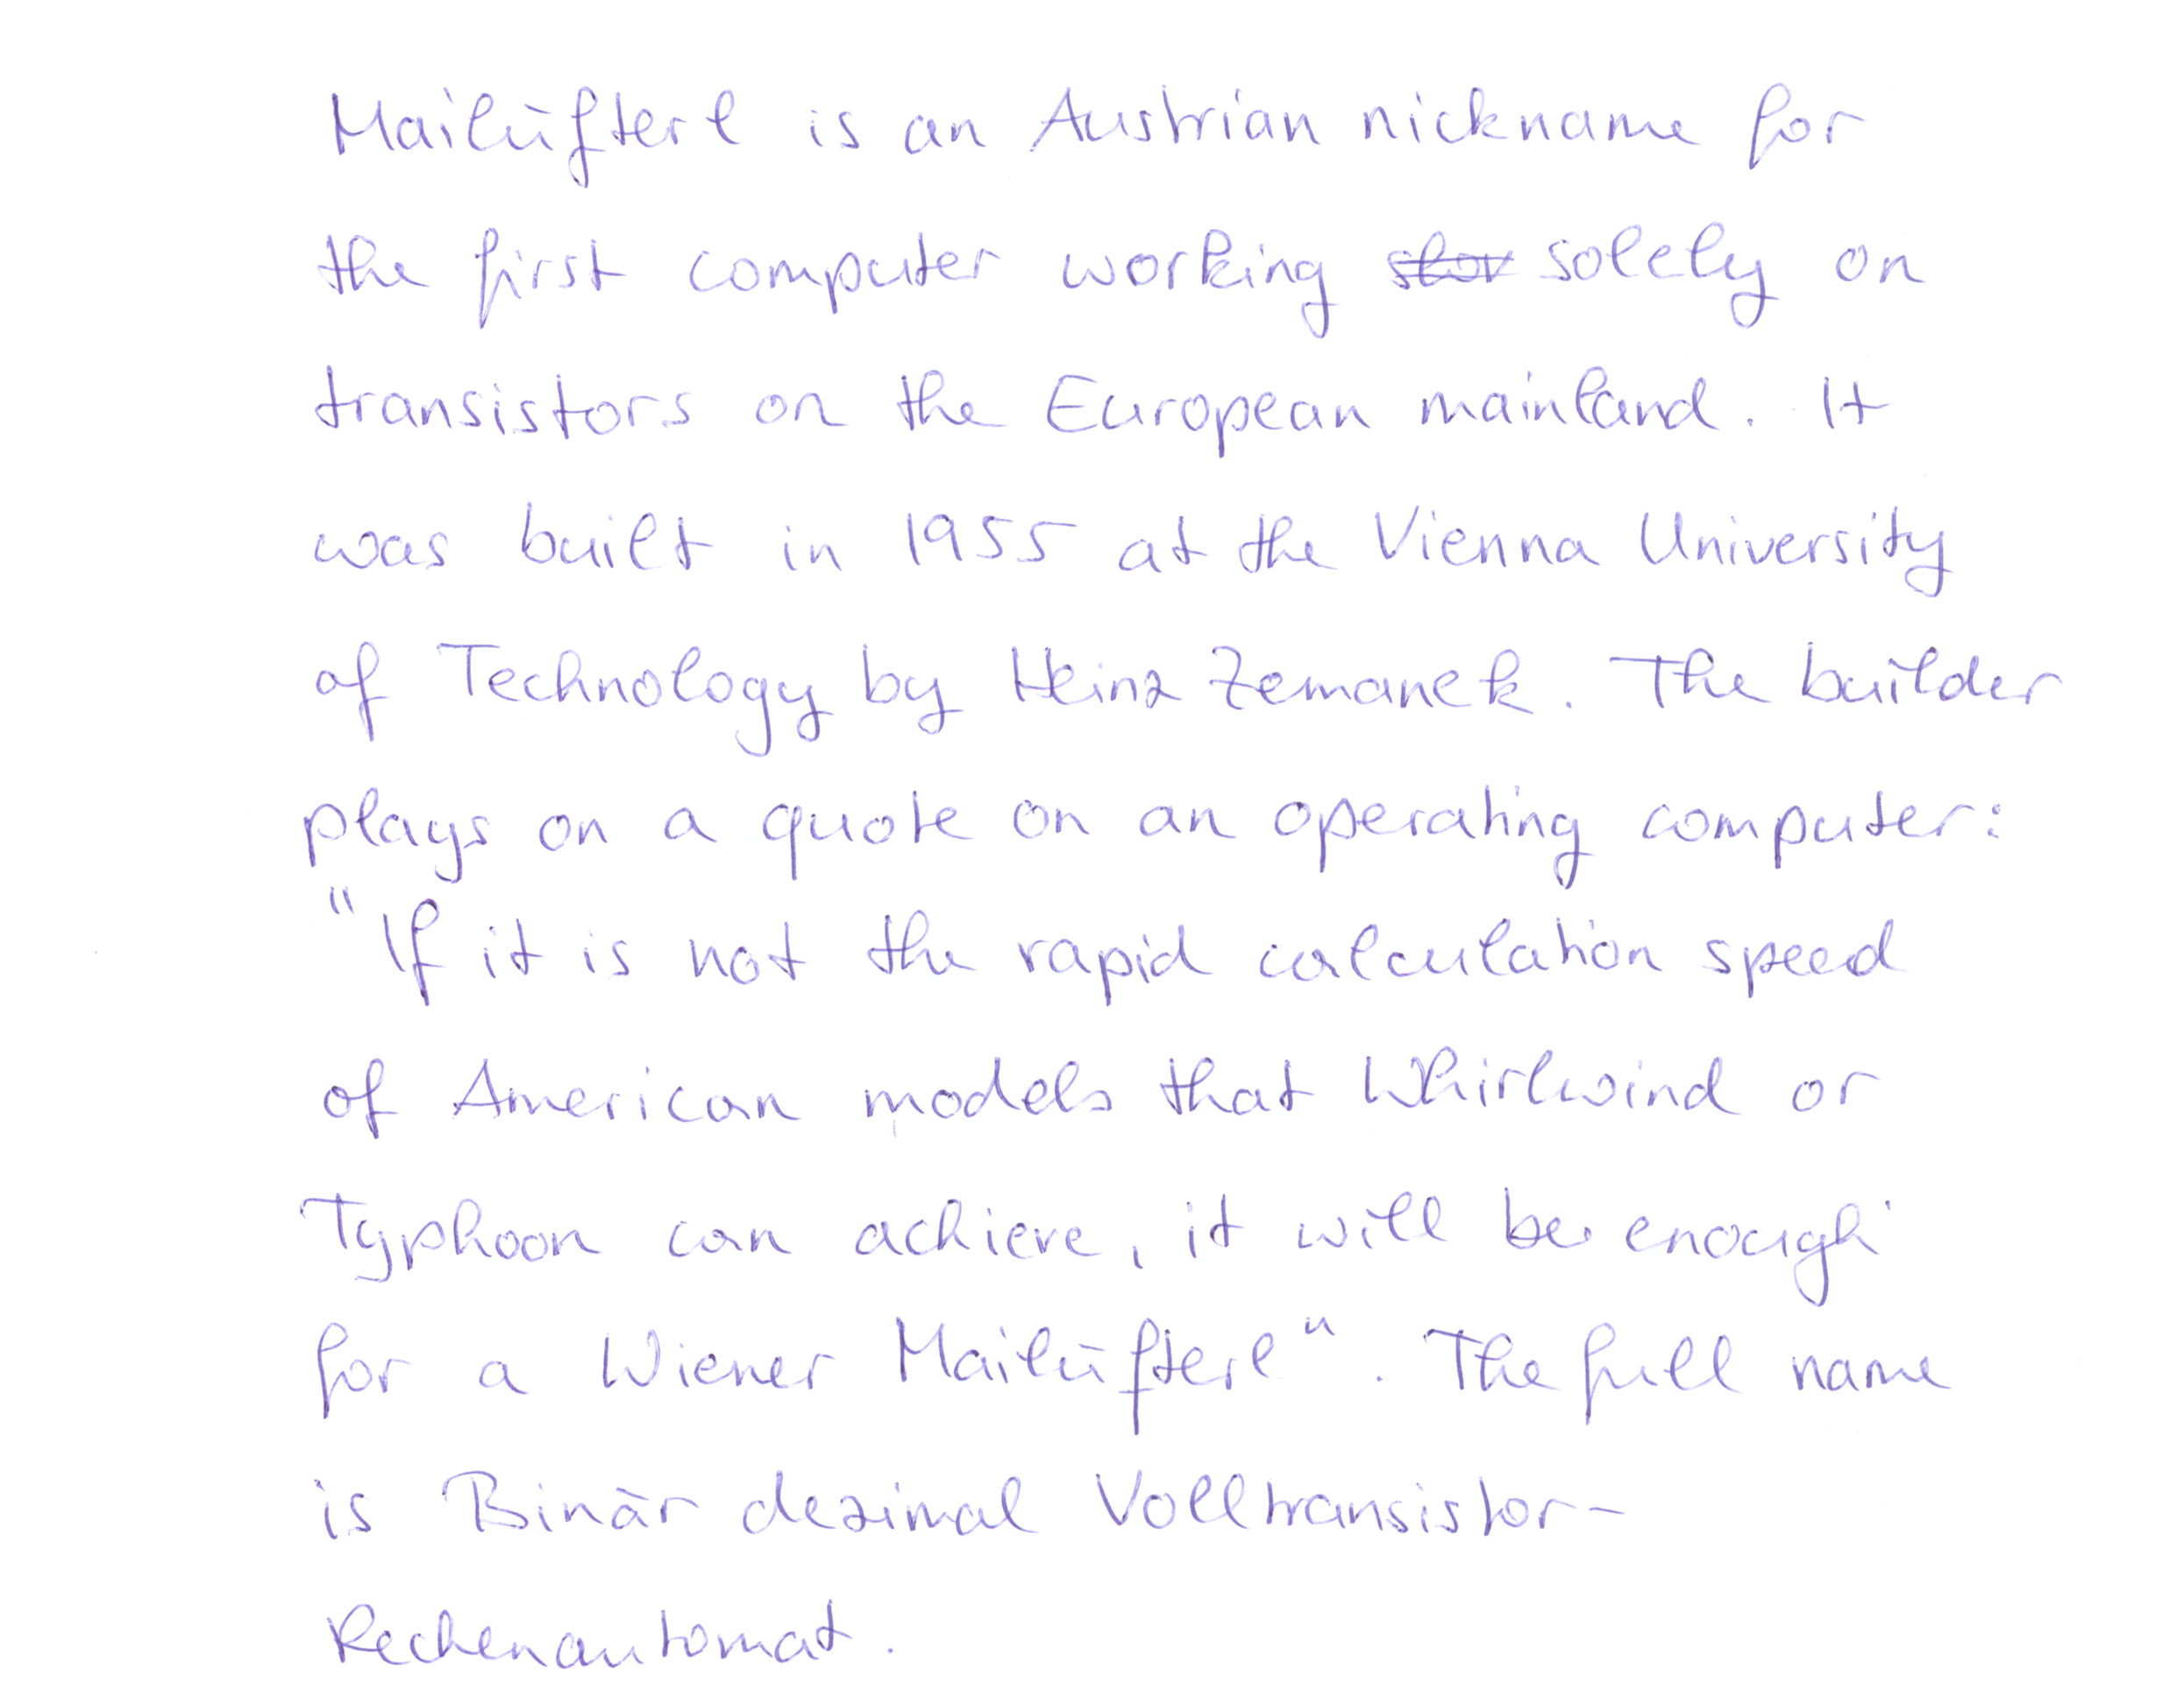 Mailüfterl is an Austrian nickname for
the first computer working solely on
transistors on the European mainland. It
was built in 1955 at the Vienna University
of Technology by Heinz Zemanek. The builder
plays on a quote on an operating computer:
"If it is not the rapid calculation speed
of American models that Whirlwind or
Typhoon can achieve, it will be enough
for a Wiener Mailüfterl". The full name
is Binär dezimal Volltransistor-
Rechenautomat.